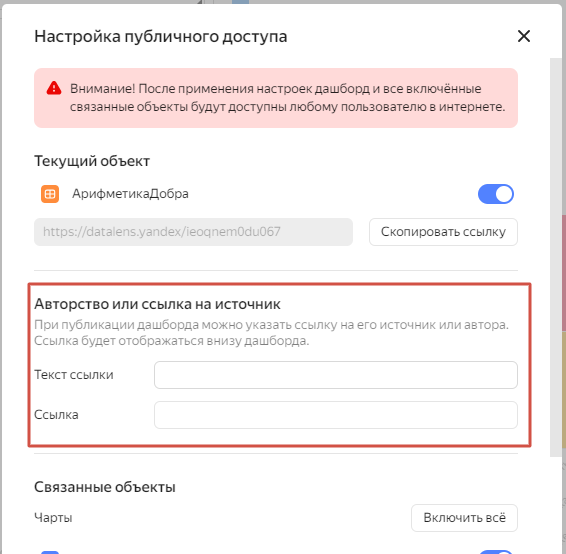 Настройка публичного доступа
Внимание! После применения настроек дашборд и все включённые
связанные объекты будут доступны любому пользователю в интернете.
Текущий объект
АрифметикаДобра
https://datalens.yandex/ieoqnem0du067
Скопировать ссылку
Авторство или ссылка на источник
При публикации дашборда можно указать ссылку на его источник или автора.
Ссылка будет отображаться внизу дашборда.
Текст ссылки
Ссылка
Связанные объекты
Чарты
Включить всё